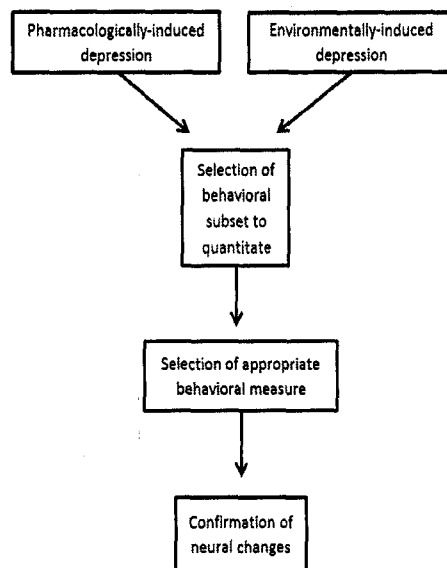 Pharmacologically-induced
depression
Environmentally-induced
depression
Selection of
behavioral
subset to
quantitate
Selection of appropriate
behavioral measure
Confirmation of
neural changes